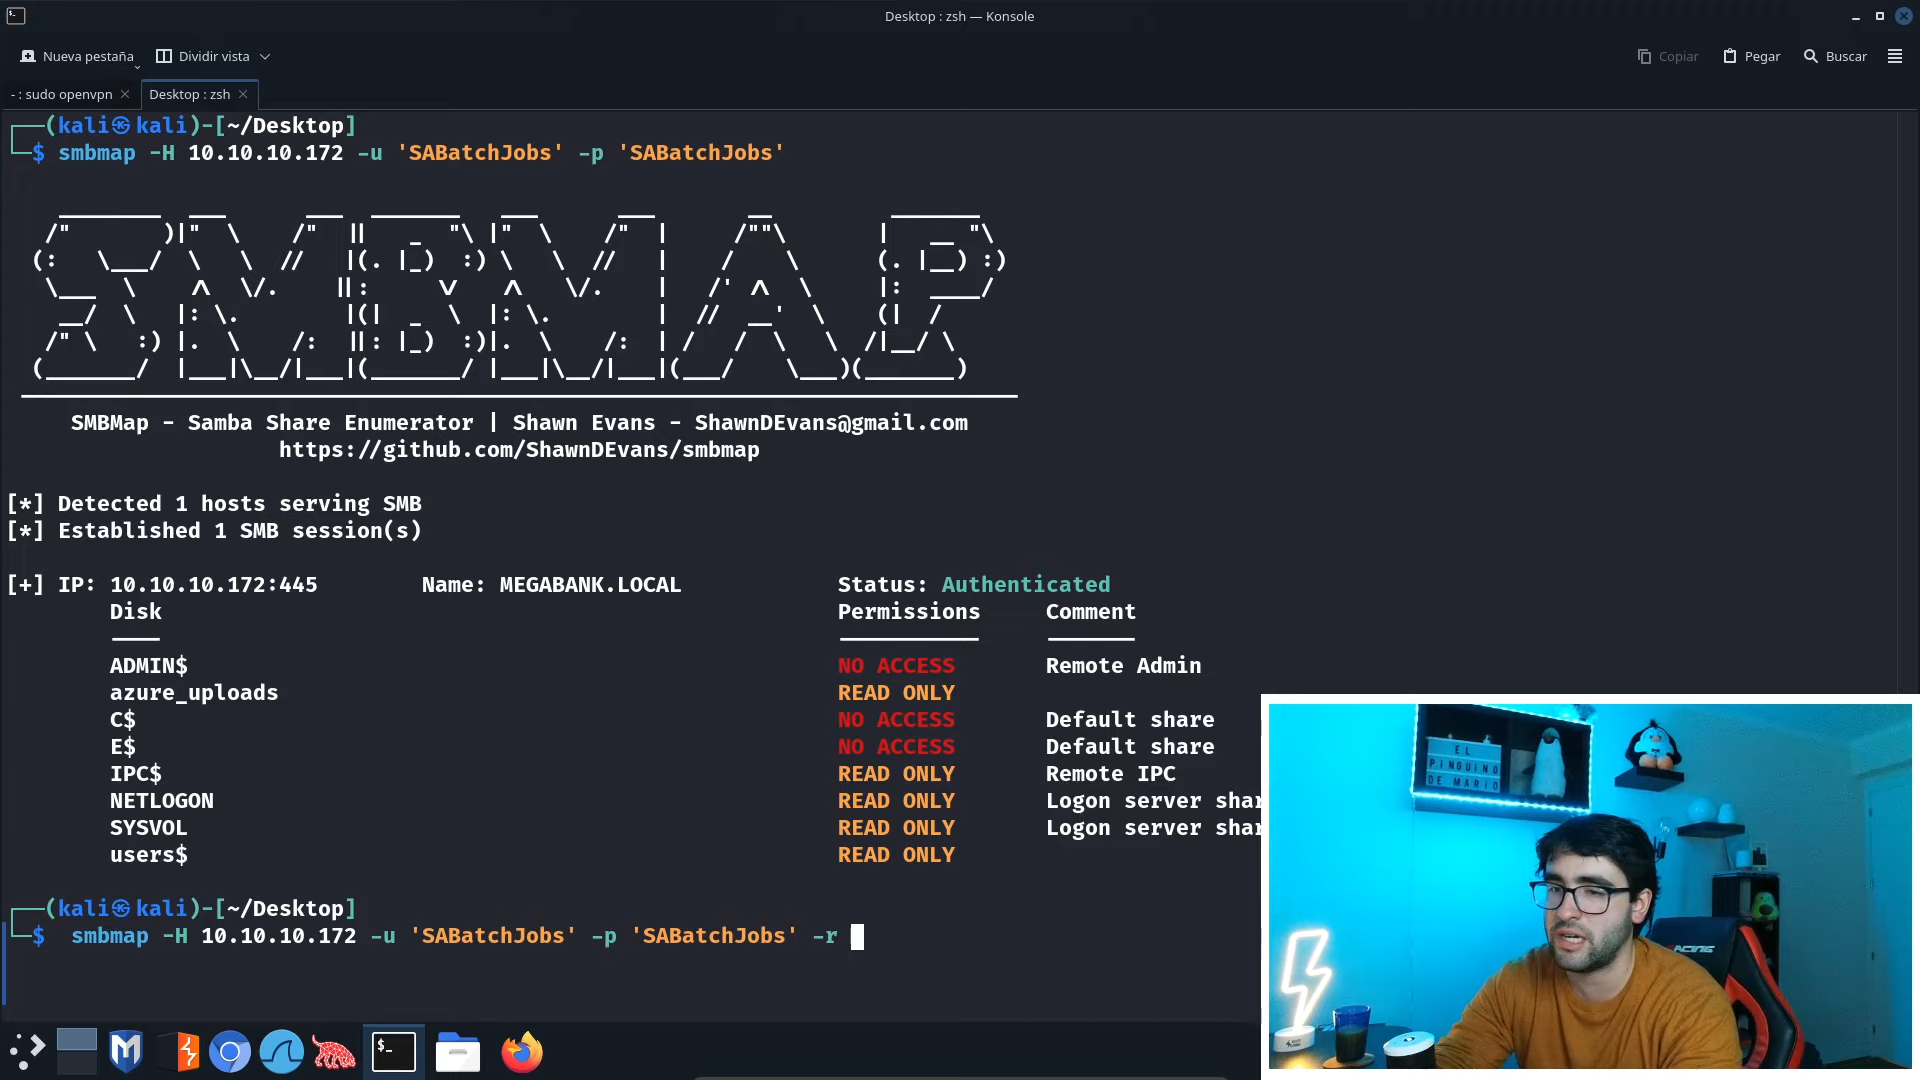 Desktop : zsh — Konsole
Nueva pestaña
Dividir vista
Copiar
Pegar
Buscar
- : sudo openvpn
Desktop : zsh
┌──(kali㉿kali)-[~/Desktop]
└─$ smbmap -H 10.10.10.172 -u 'SABatchJobs' -p 'SABatchJobs'
SMBMap - Samba Share Enumerator | Shawn Evans - ShawnDEvans@gmail.com
https://github.com/ShawnDEvans/smbmap
[*] Detected 1 hosts serving SMB
[*] Established 1 SMB session(s)
[+] IP: 10.10.10.172:445 Name: MEGABANK.LOCAL Status: Authenticated
Disk Permissions Comment
ADMIN$ NO ACCESS Remote Admin
azure_uploads READ ONLY
C$ NO ACCESS Default share
E$ NO ACCESS Default share
IPC$ READ ONLY Remote IPC
NETLOGON READ ONLY Logon server shar
SYSVOL READ ONLY Logon server shar
users$ READ ONLY
┌──(kali㉿kali)-[~/Desktop]
└─$ smbmap -H 10.10.10.172 -u 'SABatchJobs' -p 'SABatchJobs' -r
EL
PINGUINO
DE MARIO